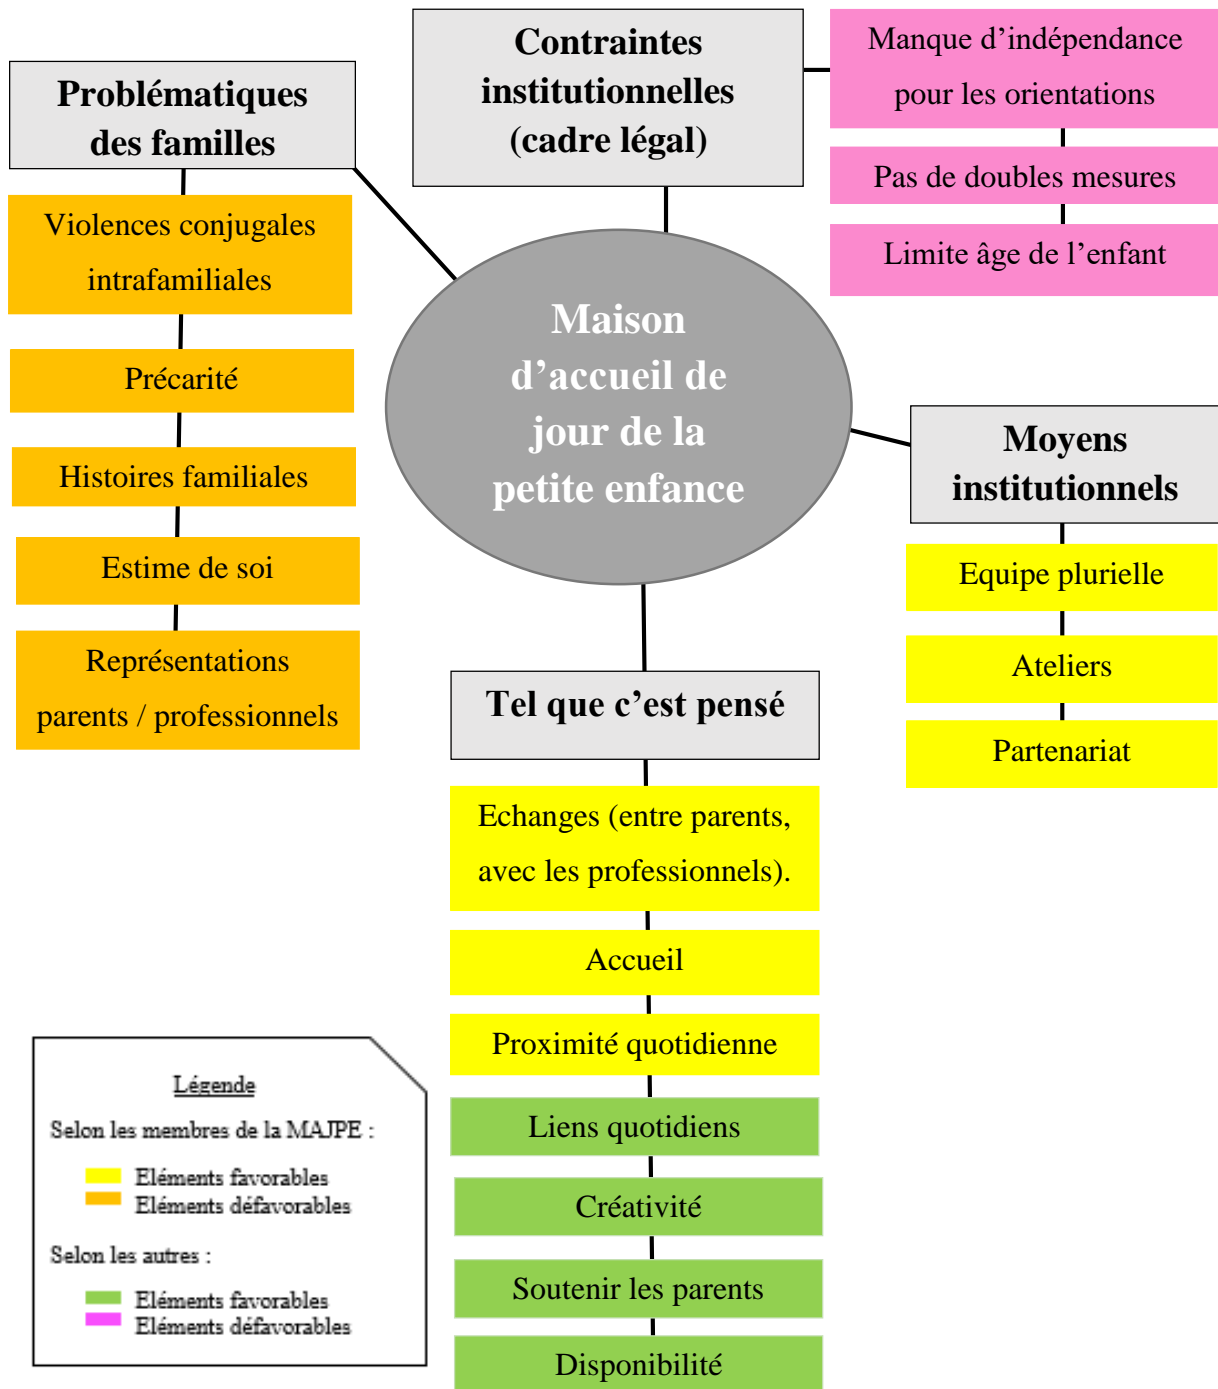 Problématiques
des familles
Violences conjugales
intrafamiliales
Précarité
Histoires familiales
Estime de soi
Représentations
parents / professionnels
Contraintes
institutionnelles
(cadre légal)
Manque d’indépendance
pour les orientations
Pas de doubles mesures
Limite âge de l’enfant
Maison
d’accueil de
jour de la
petite enfance
Moyens
institutionnels
Equipe plurielle
Ateliers
Partenariat
Tel que c’est pensé
Echanges (entre parents,
avec les professionnels).
Accueil
Proximité quotidienne
Liens quotidiens
Créativité
Soutenir les parents
Disponibilité
Légende
Selon les membres de la MAJPE :
Eléments favorables
Eléments défavorables
Selon les autres :
Eléments favorables
Eléments défavorables